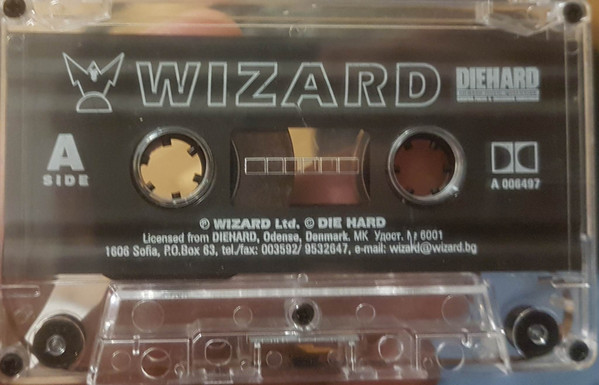 WIZARD
DIEHARD
A
SIDE
A 006497
℗ WIZARD Ltd. © DIE HARD
Licensed from DIEHARD, Odense, Denmark. МК Удост. № 6001
1606 Sofia, P.O.Box 63, tel./fax: 003592/ 9532647, e-mail: wizald@wizard.bg